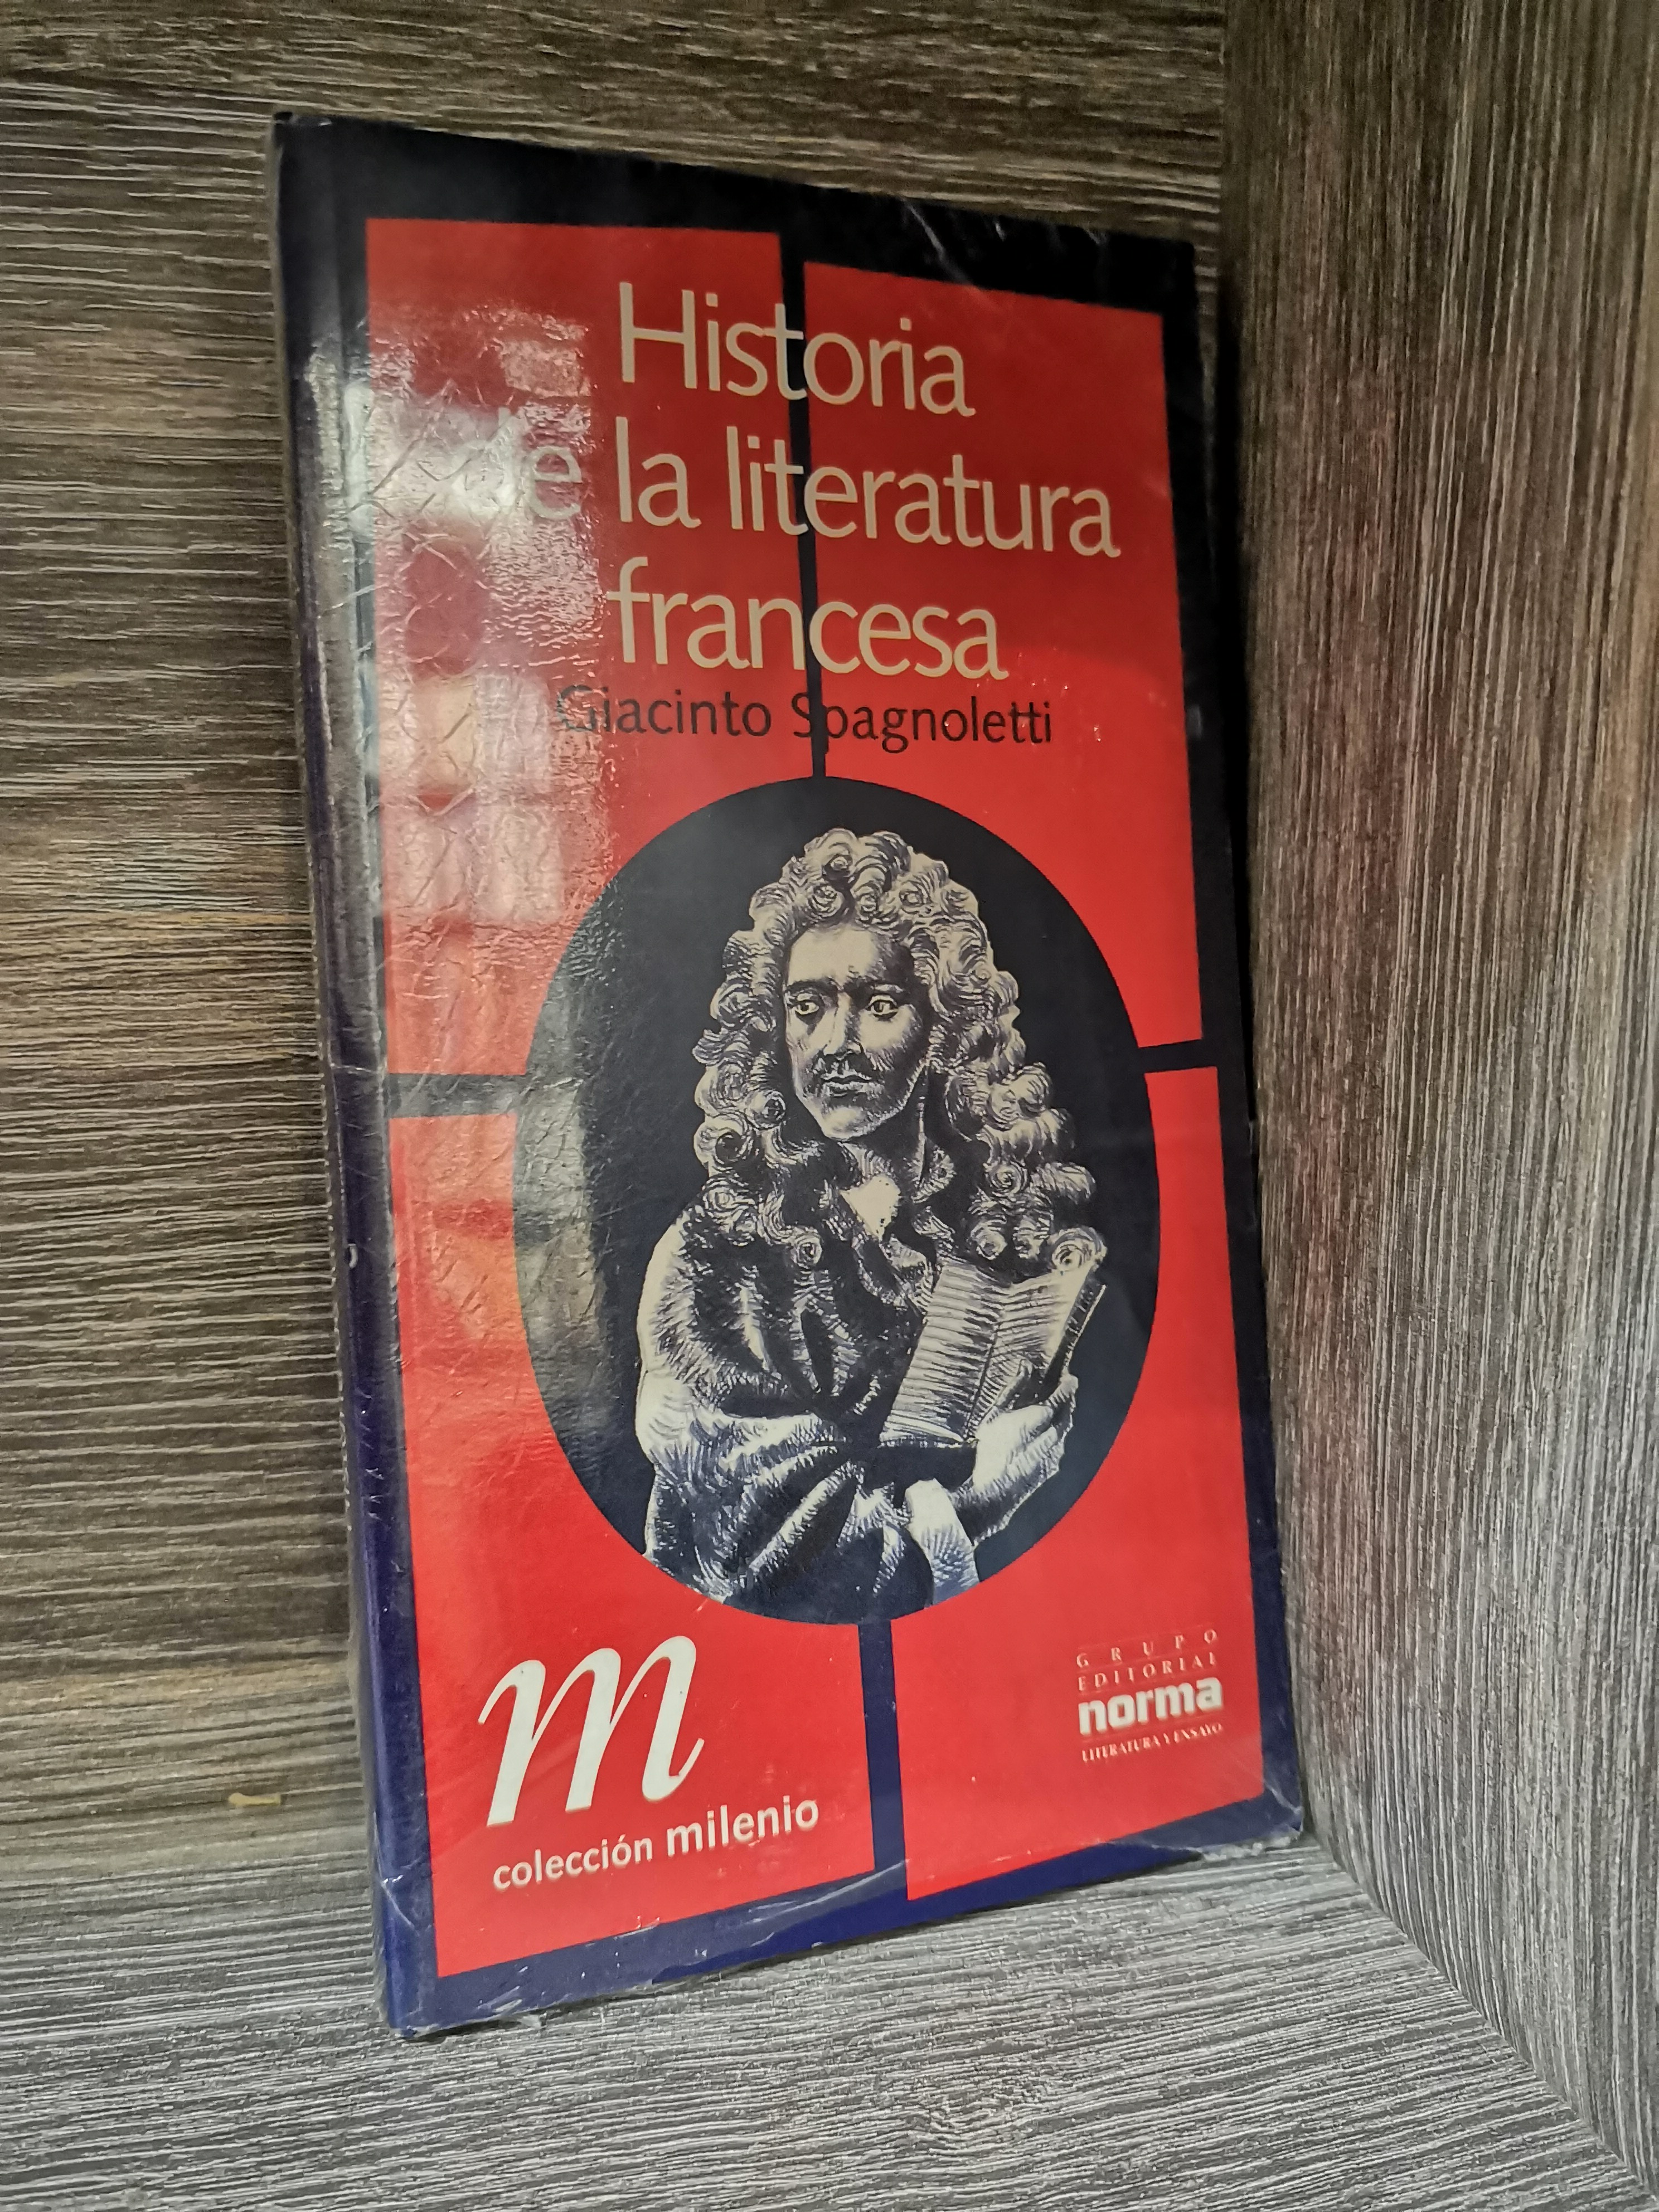 Historia
de la literatura
francesa
Giacinto Spagnoletti
m
colección milenio
GRUPO
EDITORIAL
norma
LITERATURA Y ENSAYO